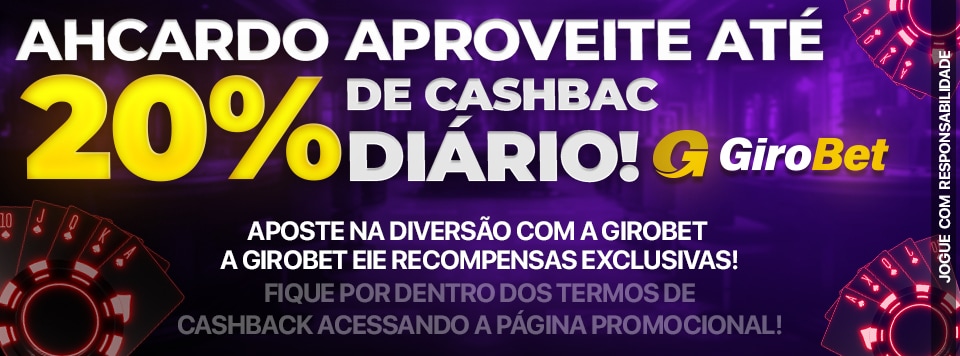 AHCARDO APROVEITE ATÉ
20% DE CASHBAC
DIÁRIO!
GiroBet
APOSTE NA DIVERSÃO COM A GIROBET
A GIROBET EIE RECOMPENSAS EXCLUSIVAS!
FIQUE POR DENTRO DOS TERMOS DE
CASHBACK ACESSANDO A PÁGINA PROMOCIONAL!
JOGUE COM RESPONSABILIDADE
10 J Q K A